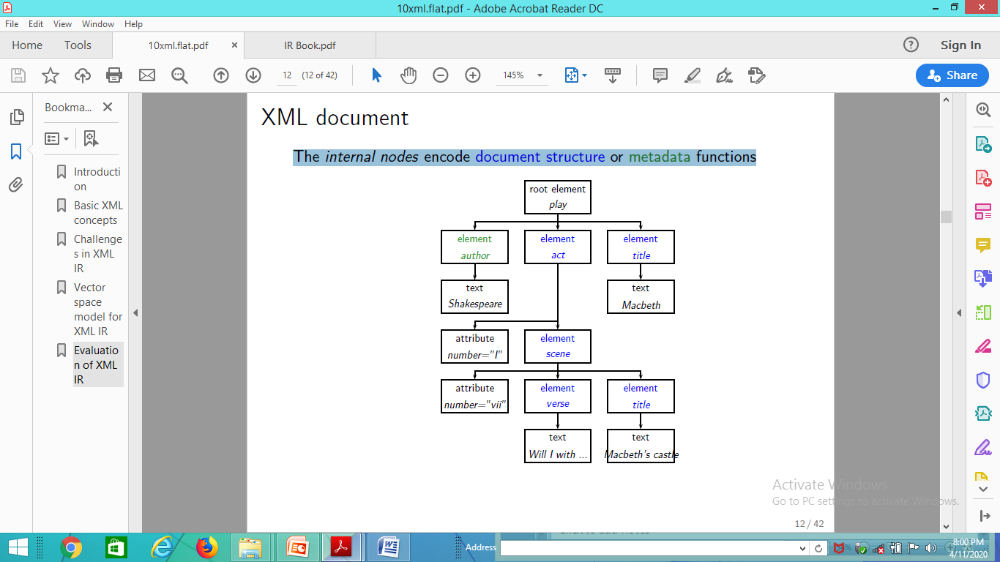 10xml.flat.pdf - Adobe Acrobat Reader DC
File Edit View Window Help
Home Tools 10xml.flat.pdf × IR Book.pdf Sign In
12 (12 of 42) 145% Share
Bookma...
Introducti
on
Basic XML
concepts
Challenge
s in XML
IR
Vector
space
model for
XML IR
Evaluatio
n of XML
IR
XML document
The internal nodes encode document structure or metadata functions
root element
play
element element element
author act title
text text
Shakespeare Macbeth
attribute element
number="I" scene
attribute element element
number="vii" verse title
text text
Will I with ... Macbeth's castle
Activate Windows
Go to PC settings to activate Windows.
12 / 42
Address
8:00 PM
4/11/2020